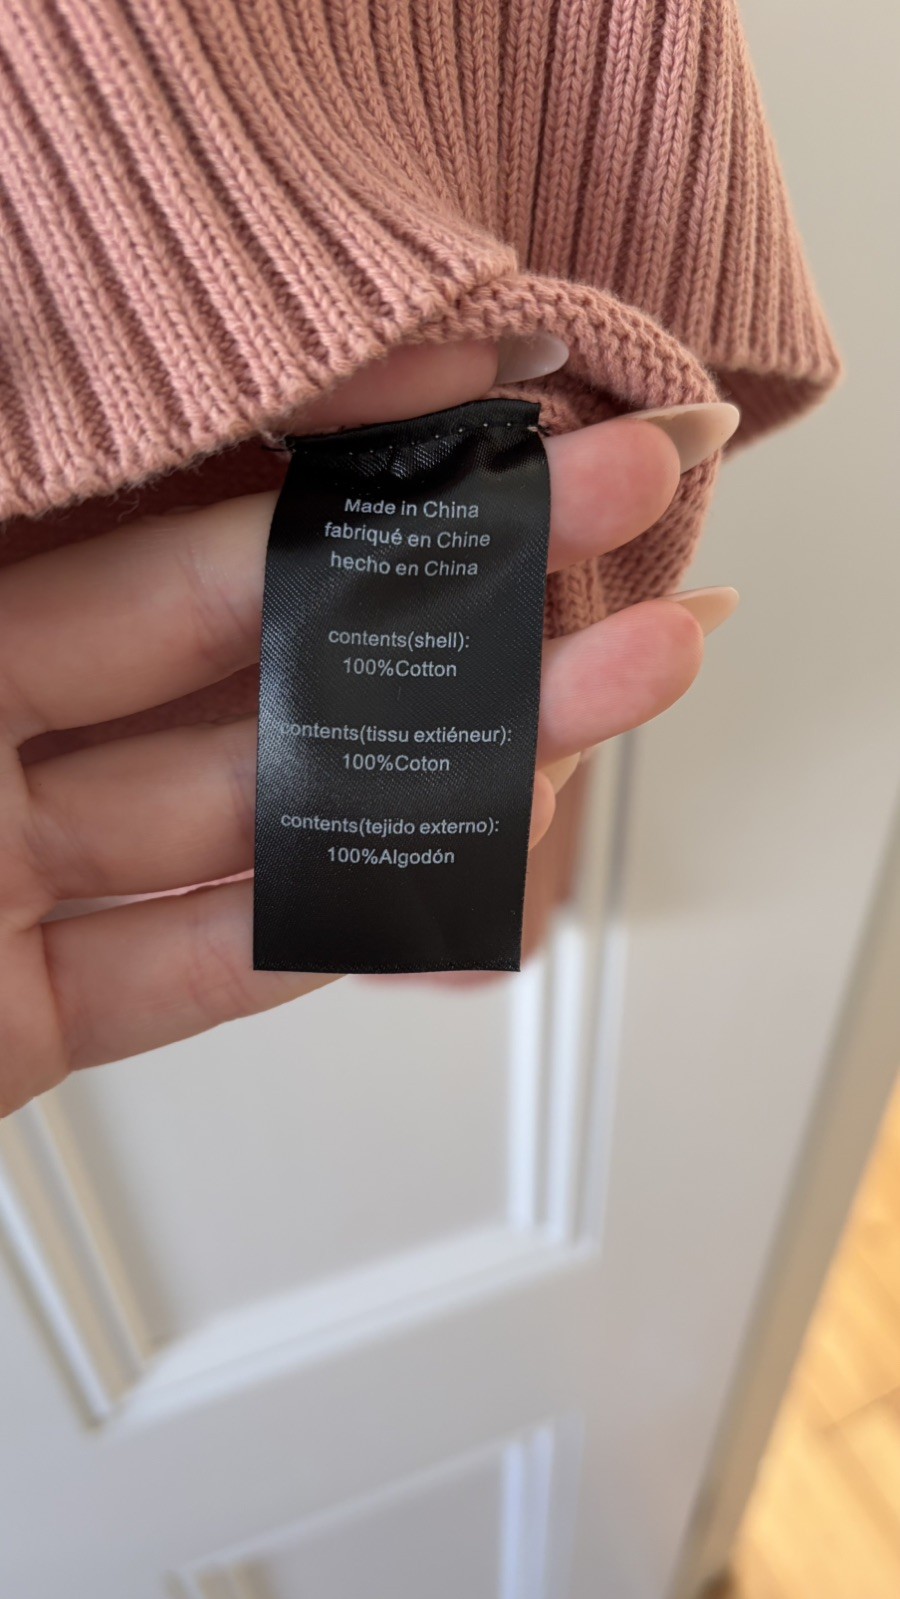 Made in China
fabriqué en Chine
hecho en China
contents(shell):
100%Cotton
contents(tissu extiéneur):
100%Coton
contents(tejido externo):
100%Algodón